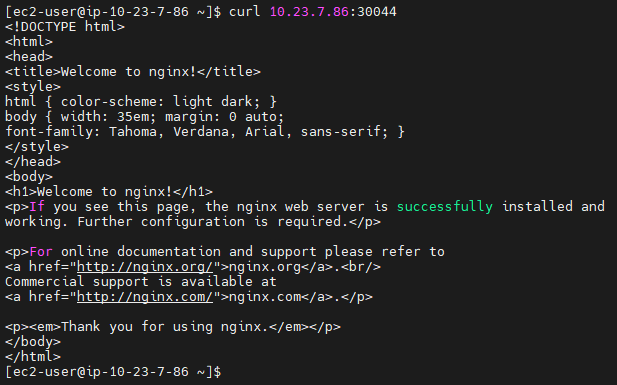 [ec2-user@ip-10-23-7-86 ~]$ curl 10.23.7.86:30044
<!DOCTYPE html>
<html>
<head>
<title>Welcome to nginx!</title>
<style>
html { color-scheme: light dark; }
body { width: 35em; margin: 0 auto;
font-family: Tahoma, Verdana, Arial, sans-serif; }
</style>
</head>
<body>
<h1>Welcome to nginx!</h1>
<p>If you see this page, the nginx web server is successfully installed and
working. Further configuration is required.</p>

<p>For online documentation and support please refer to
<a href="http://nginx.org/">nginx.org</a>.<br/>
Commercial support is available at
<a href="http://nginx.com/">nginx.com</a>.</p>

<p><em>Thank you for using nginx.</em></p>
</body>
</html>
[ec2-user@ip-10-23-7-86 ~]$